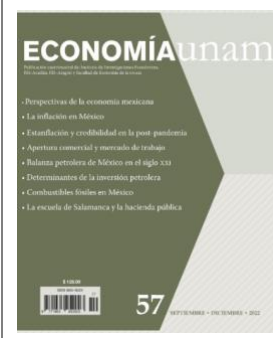 ECONOMÍAunam
• Perspectivas de la economía mexicana
• La inflación en México
• Estanflación y credibilidad en la post-pandemia
• Apertura comercial y mercado de trabajo
• Balanza petrolera de México en el siglo XXI
• Determinantes de la inversión petrolera
• Combustibles fósiles en México
• La escuela de Salamanca y la hacienda pública
57
SEPTIEMBRE • DICIEMBRE • 2022